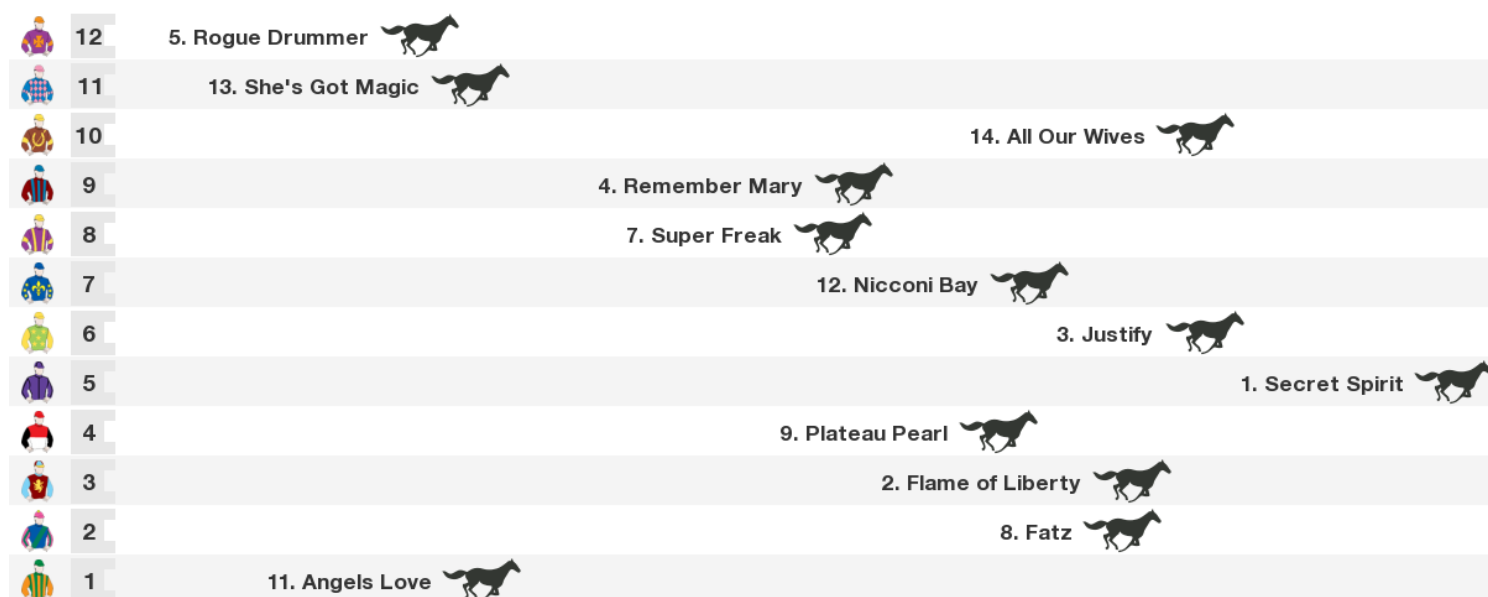 12 5. Rogue Drummer
11 13. She's Got Magic
10 14. All Our Wives
9 4. Remember Mary
8 7. Super Freak
7 12. Nicconi Bay
6 3. Justify
5 1. Secret Spirit
4 9. Plateau Pearl
3 2. Flame of Liberty
2 8. Fatz
1 11. Angels Love